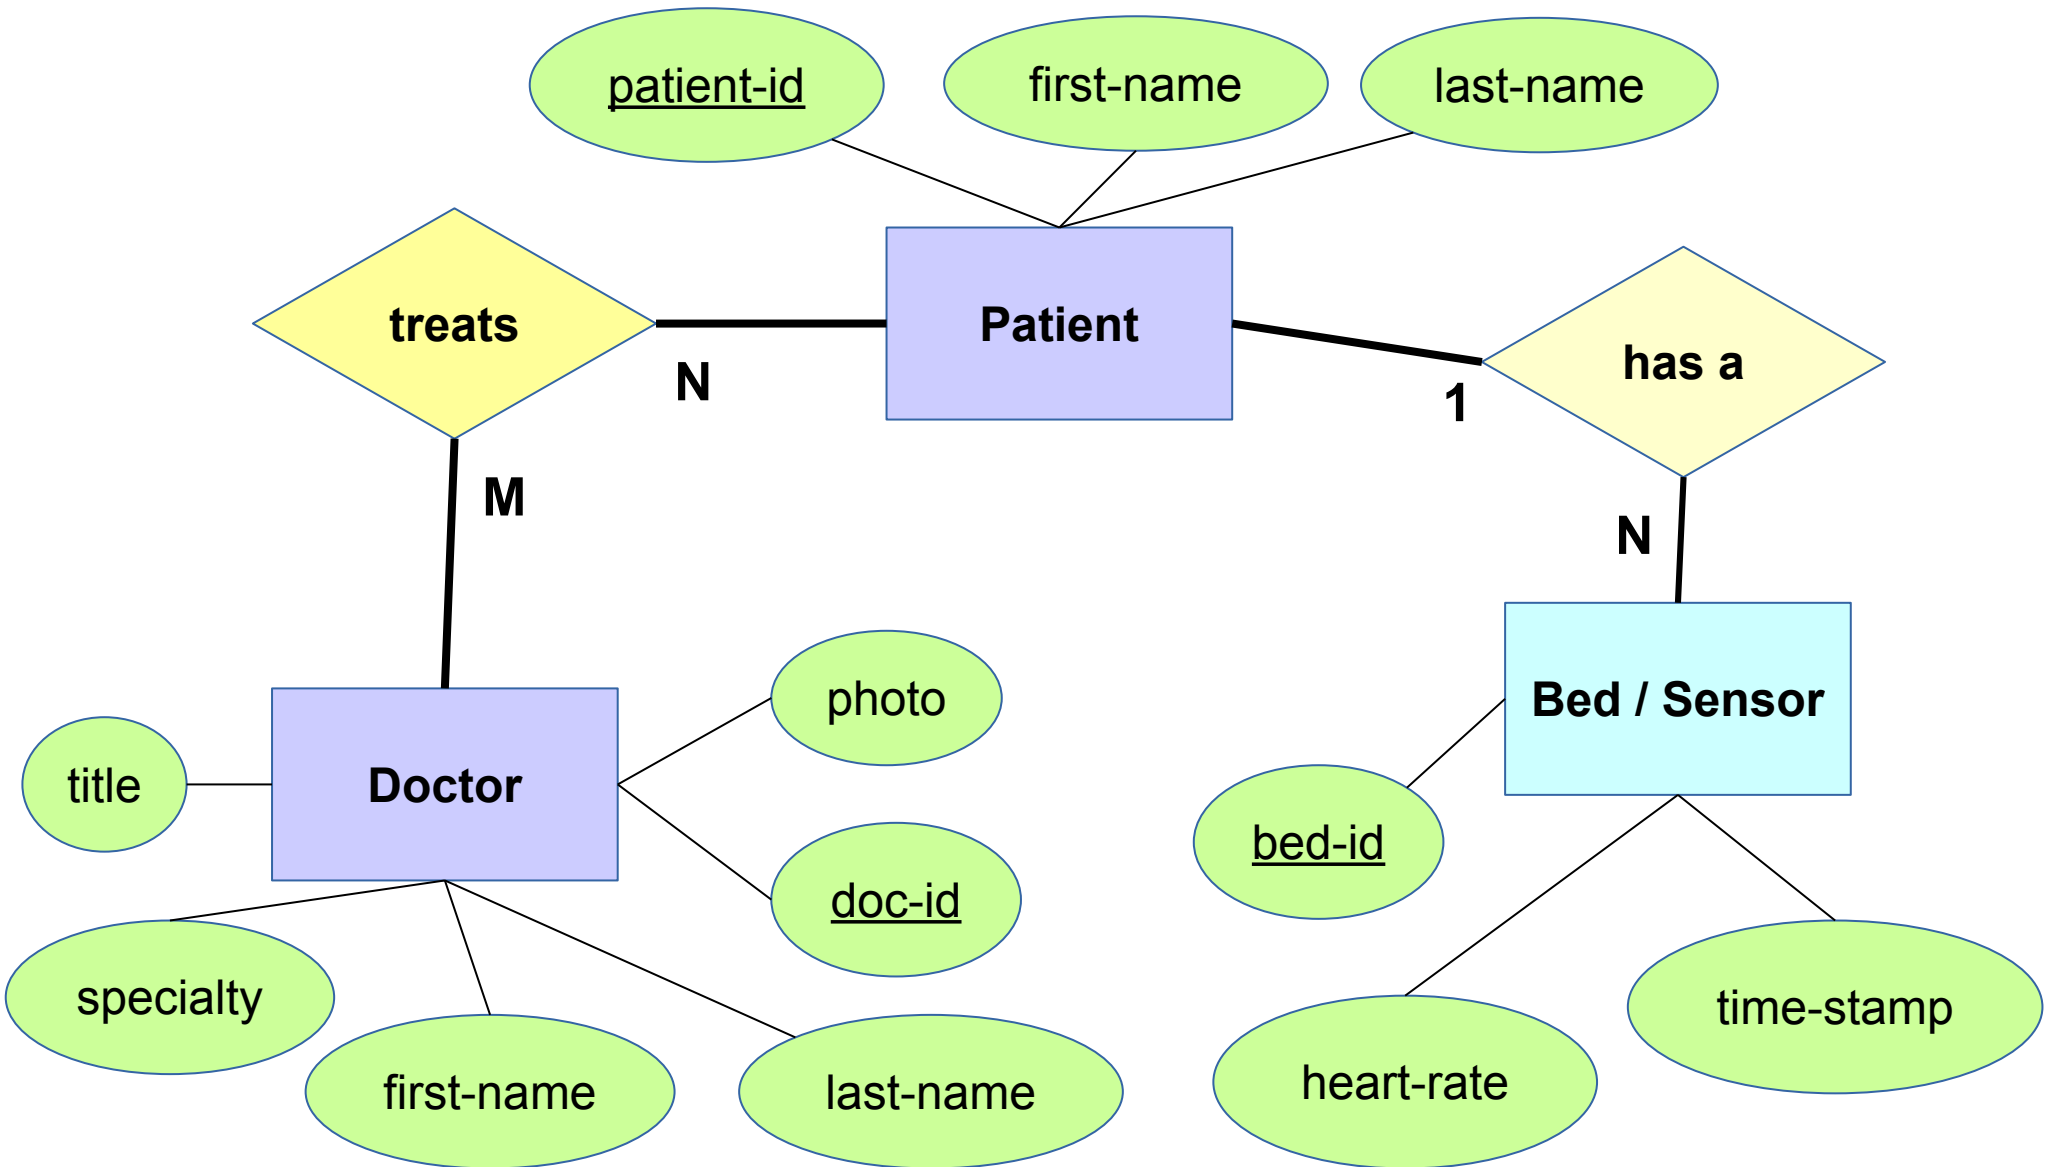 patient-id
first-name
last-name
treats
Patient
has a
N
1
M
N
photo
Bed / Sensor
title
Doctor
bed-id
doc-id
specialty
time-stamp
first-name
last-name
heart-rate